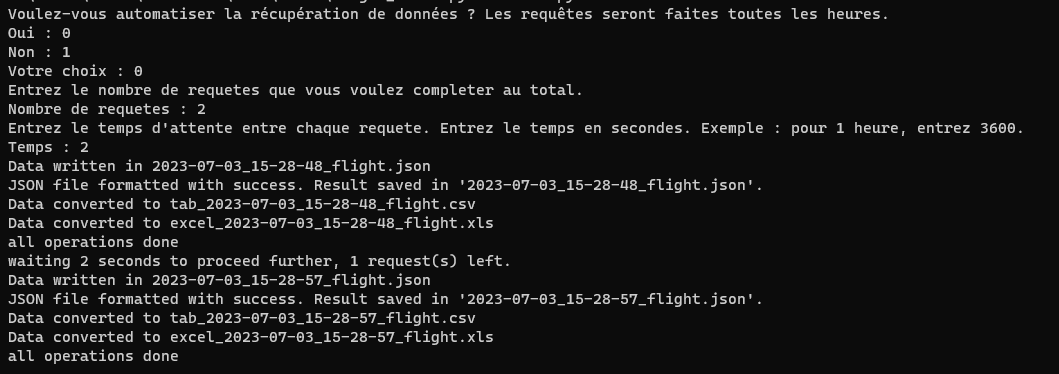 Voulez-vous automatiser la récupération de données ? Les requêtes seront faites toutes les heures.
Oui : 0
Non : 1
Votre choix : 0
Entrez le nombre de requetes que vous voulez completer au total.
Nombre de requetes : 2
Entrez le temps d'attente entre chaque requete. Entrez le temps en secondes. Exemple : pour 1 heure, entrez 3600.
Temps : 2
Data written in 2023-07-03_15-28-48_flight.json
JSON file formatted with success. Result saved in '2023-07-03_15-28-48_flight.json'.
Data converted to tab_2023-07-03_15-28-48_flight.csv
Data converted to excel_2023-07-03_15-28-48_flight.xls
all operations done
waiting 2 seconds to proceed further, 1 request(s) left.
Data written in 2023-07-03_15-28-57_flight.json
JSON file formatted with success. Result saved in '2023-07-03_15-28-57_flight.json'.
Data converted to tab_2023-07-03_15-28-57_flight.csv
Data converted to excel_2023-07-03_15-28-57_flight.xls
all operations done